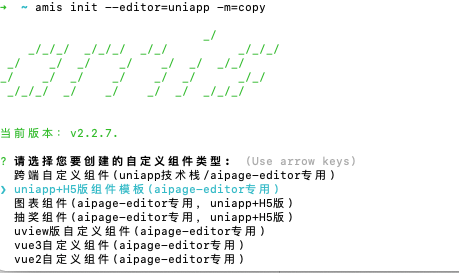 ➜ ~ amis init --editor=uniapp -m=copy
当前版本：v2.2.7.
? 请选择您要创建的自定义组件类型： (Use arrow keys)
跨端自定义组件(uniapp技术栈/aipage-editor专用)
❯ uniapp+H5版组件模板(aipage-editor专用)
图表组件(aipage-editor专用, uniapp+H5版)
抽奖组件(aipage-editor专用, uniapp+H5版)
uview版自定义组件(aipage-editor专用)
vue3自定义组件(aipage-editor专用)
vue2自定义组件(aipage-editor专用)